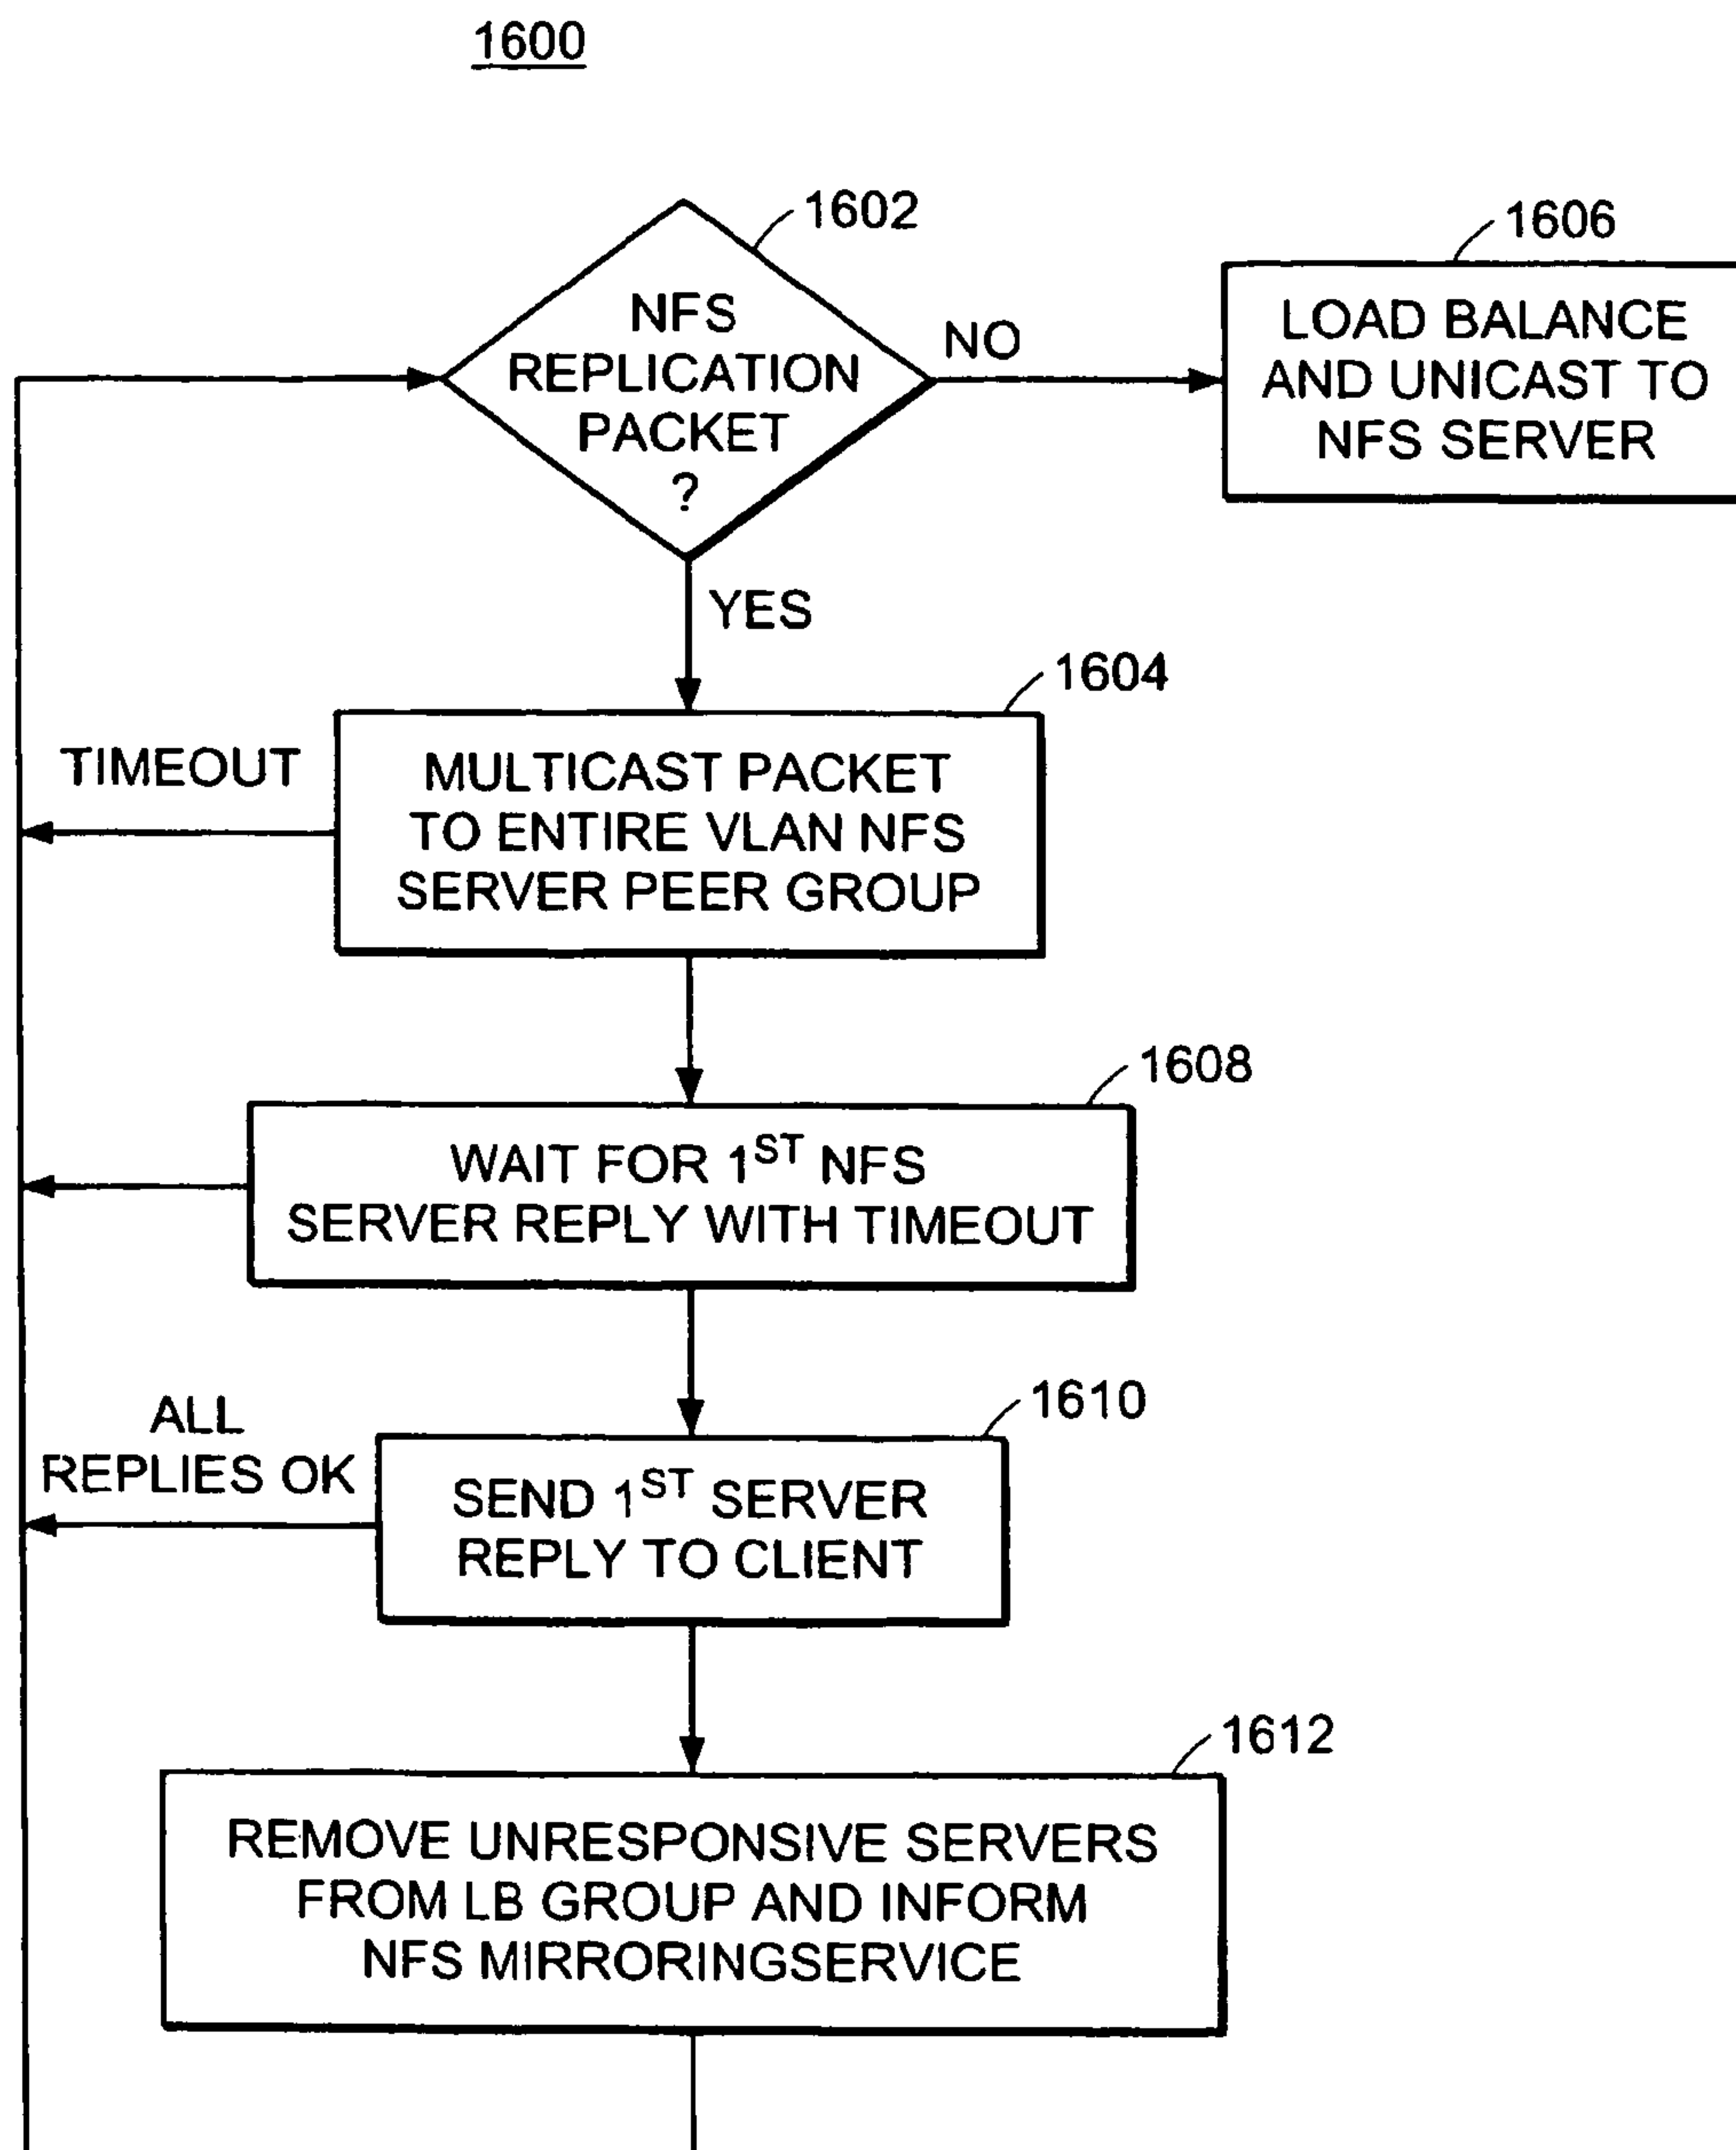 1600
1602
NFS
REPLICATION
PACKET
?
NO
1606
LOAD BALANCE
AND UNICAST TO
NFS SERVER
YES
1604
TIMEOUT
MULTICAST PACKET
TO ENTIRE VLAN NFS
SERVER PEER GROUP
1608
WAIT FOR 1ST NFS
SERVER REPLY WITH TIMEOUT
1610
ALL
REPLIES OK
SEND 1ST SERVER
REPLY TO CLIENT
1612
REMOVE UNRESPONSIVE SERVERS
FROM LB GROUP AND INFORM
NFS MIRRORINGSERVICE